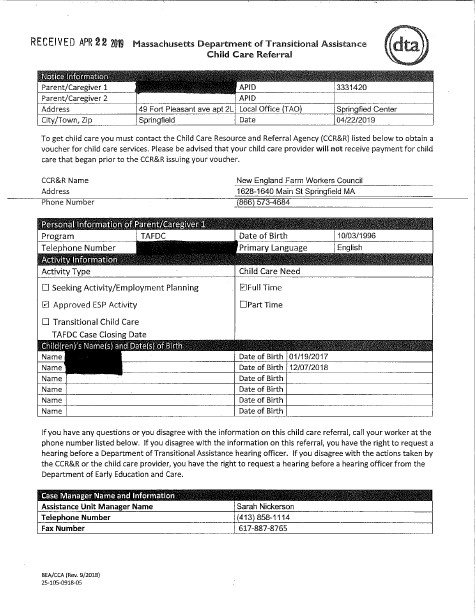 RECEIVED APR 22 2019 Massachusetts Department of Transitional Assistance
Child Care Referral
dta
Notice Information
Parent/Caregiver 1 APID 3331420
Parent/Caregiver 2 APID
Address 49 Fort Pleasant ave apt 2L Local Office (TAO) Springfied Center
City/Town, Zip Springfield Date 04/22/2019
To get child care you must contact the Child Care Resource and Referral Agency (CCR&R) listed below to obtain a
voucher for child care services. Please be advised that your child care provider will not receive payment for child
care that began prior to the CCR&R issuing your voucher.
CCR&R Name New England Farm Workers Council
Address 1628-1640 Main St Springfield MA
Phone Number (866) 573-4684
Personal Information of Parent/Caregiver 1
Program TAFDC Date of Birth 10/03/1996
Telephone Number Primary Language English
Activity Information
Activity Type Child Care Need
☐ Seeking Activity/Employment Planning ☑Full Time
☑ Approved ESP Activity ☐Part Time
☐ Transitional Child Care
TAFDC Case Closing Date
Child(ren)'s Name(s) and Date(s) of Birth
Name Date of Birth 01/19/2017
Name Date of Birth 12/07/2018
Name Date of Birth
Name Date of Birth
Name Date of Birth
Name Date of Birth
If you have any questions or you disagree with the information on this child care referral, call your worker at the
phone number listed below. If you disagree with the information on this referral, you have the right to request a
hearing before a Department of Transitional Assistance hearing officer. If you disagree with the actions taken by
the CCR&R or the child care provider, you have the right to request a hearing before a hearing officer from the
Department of Early Education and Care.
Case Manager Name and Information
Assistance Unit Manager Name Sarah Nickerson
Telephone Number (413) 858-1114
Fax Number 617-887-8765
BEA/CCA (Rev. 9/2018)
25-105-0918-05